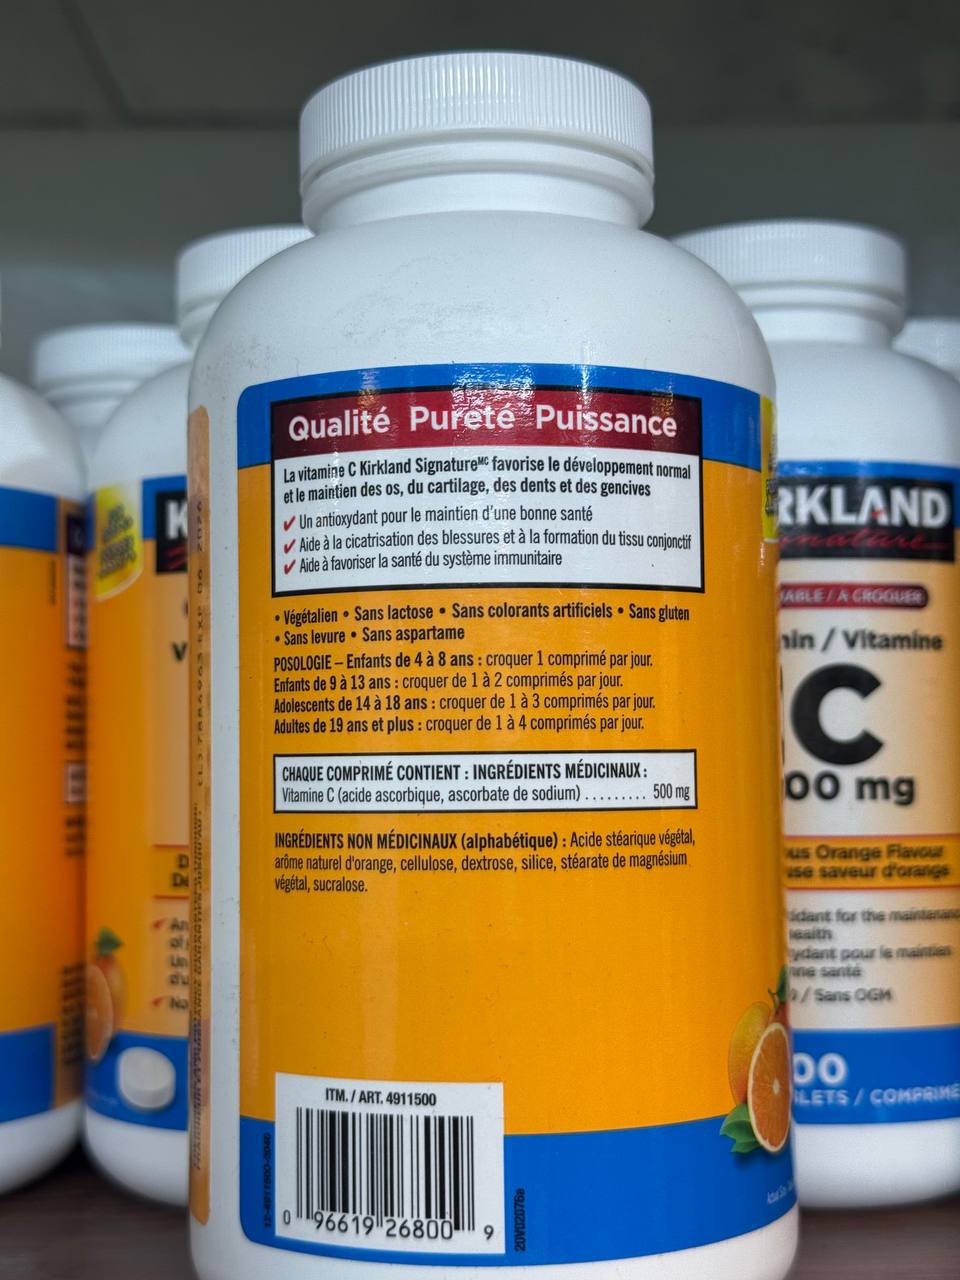 Qualité Pureté Puissance
La vitamine C Kirkland Signatureᴹᶜ favorise le développement normal
et le maintien des os, du cartilage, des dents et des gencives
✔ Un antioxydant pour le maintien d'une bonne santé
✔ Aide à la cicatrisation des blessures et à la formation du tissu conjonctif
✔ Aide à favoriser la santé du système immunitaire
• Végétalien • Sans lactose • Sans colorants artificiels • Sans gluten
• Sans levure • Sans aspartame
POSOLOGIE – Enfants de 4 à 8 ans : croquer 1 comprimé par jour.
Enfants de 9 à 13 ans : croquer de 1 à 2 comprimés par jour.
Adolescents de 14 à 18 ans : croquer de 1 à 3 comprimés par jour.
Adultes de 19 ans et plus : croquer de 1 à 4 comprimés par jour.
CHAQUE COMPRIMÉ CONTIENT : INGRÉDIENTS MÉDICINAUX :
Vitamine C (acide ascorbique, ascorbate de sodium) ......... 500 mg
INGRÉDIENTS NON MÉDICINAUX (alphabétique) : Acide stéarique végétal,
arôme naturel d'orange, cellulose, dextrose, silice, stéarate de magnésium
végétal, sucralose.
ITM. / ART. 4911500
0 96619 26800 9
20V02076a
/ Vitamine
C
00 mg
Orange Flavour
saveur d'orange
for the
pour le maintien
santé
/ Sans OGM
00